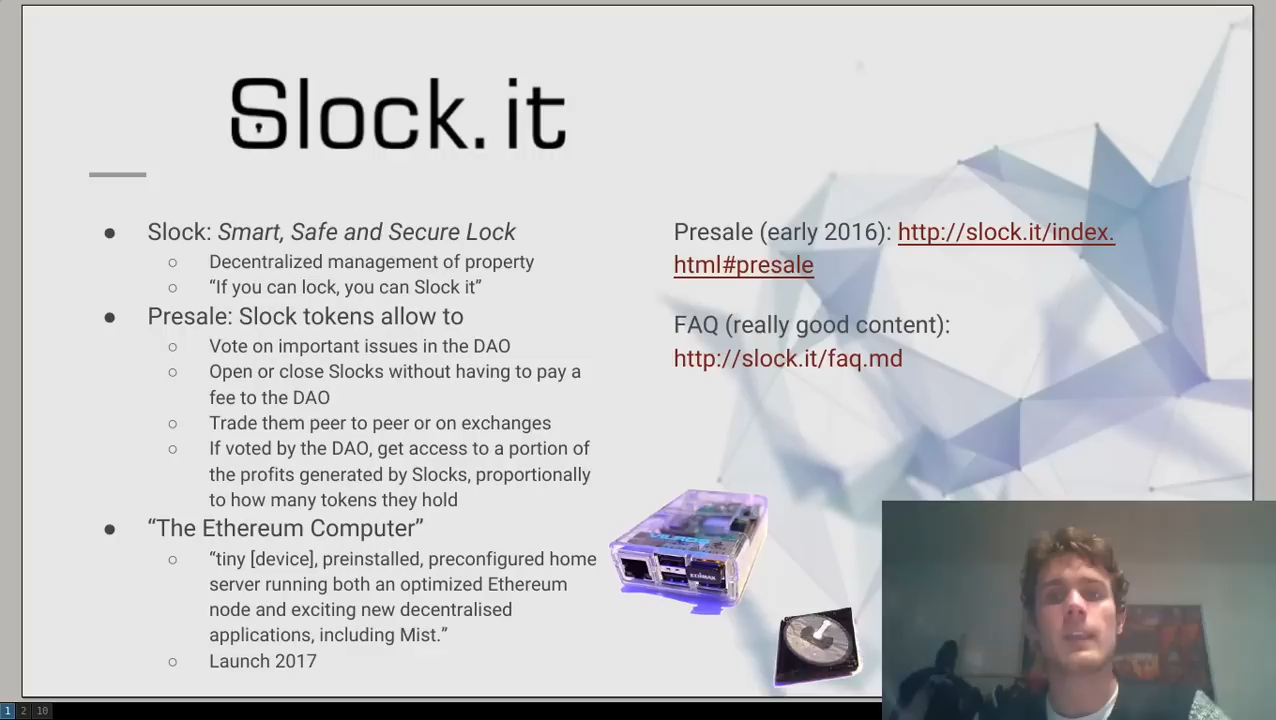 Slock.it
● Slock: Smart, Safe and Secure Lock
○ Decentralized management of property
○ “If you can lock, you can Slock it”
● Presale: Slock tokens allow to
○ Vote on important issues in the DAO
○ Open or close Slocks without having to pay a
fee to the DAO
○ Trade them peer to peer or on exchanges
○ If voted by the DAO, get access to a portion of
the profits generated by Slocks, proportionally
to how many tokens they hold
● “The Ethereum Computer”
○ “tiny [device], preinstalled, preconfigured home
server running both an optimized Ethereum
node and exciting new decentralised
applications, including Mist.”
○ Launch 2017
Presale (early 2016): http://slock.it/index.
html#presale
FAQ (really good content):
http://slock.it/faq.md
EDIMAX
1 2 10